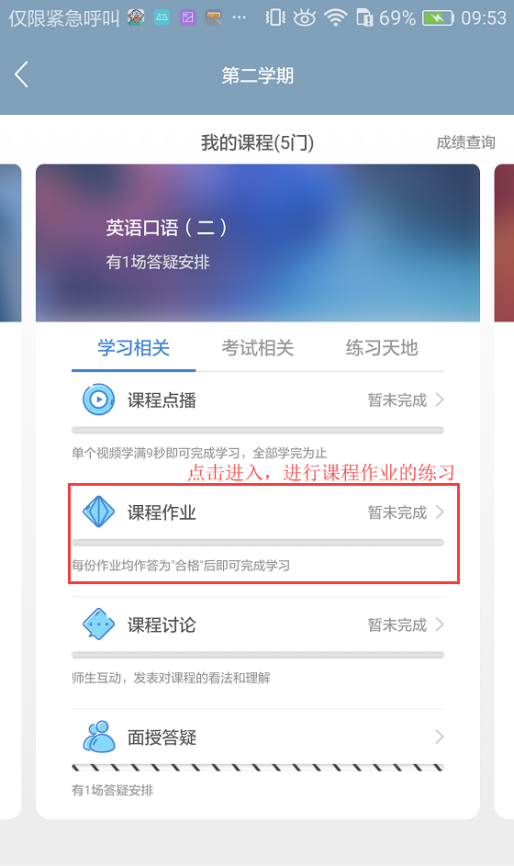 仅限紧急呼叫 69% 09:53
第二学期
我的课程(5门) 成绩查询
英语口语（二）
有1场答疑安排
学习相关 考试相关 练习天地
课程点播 暂未完成
单个视频学满9秒即可完成学习，全部学完为止
点击进入，进行课程作业的练习
课程作业 暂未完成
每份作业均作答为"合格"后即可完成学习
课程讨论 暂未完成
师生互动，发表对课程的看法和理解
面授答疑
有1场答疑安排